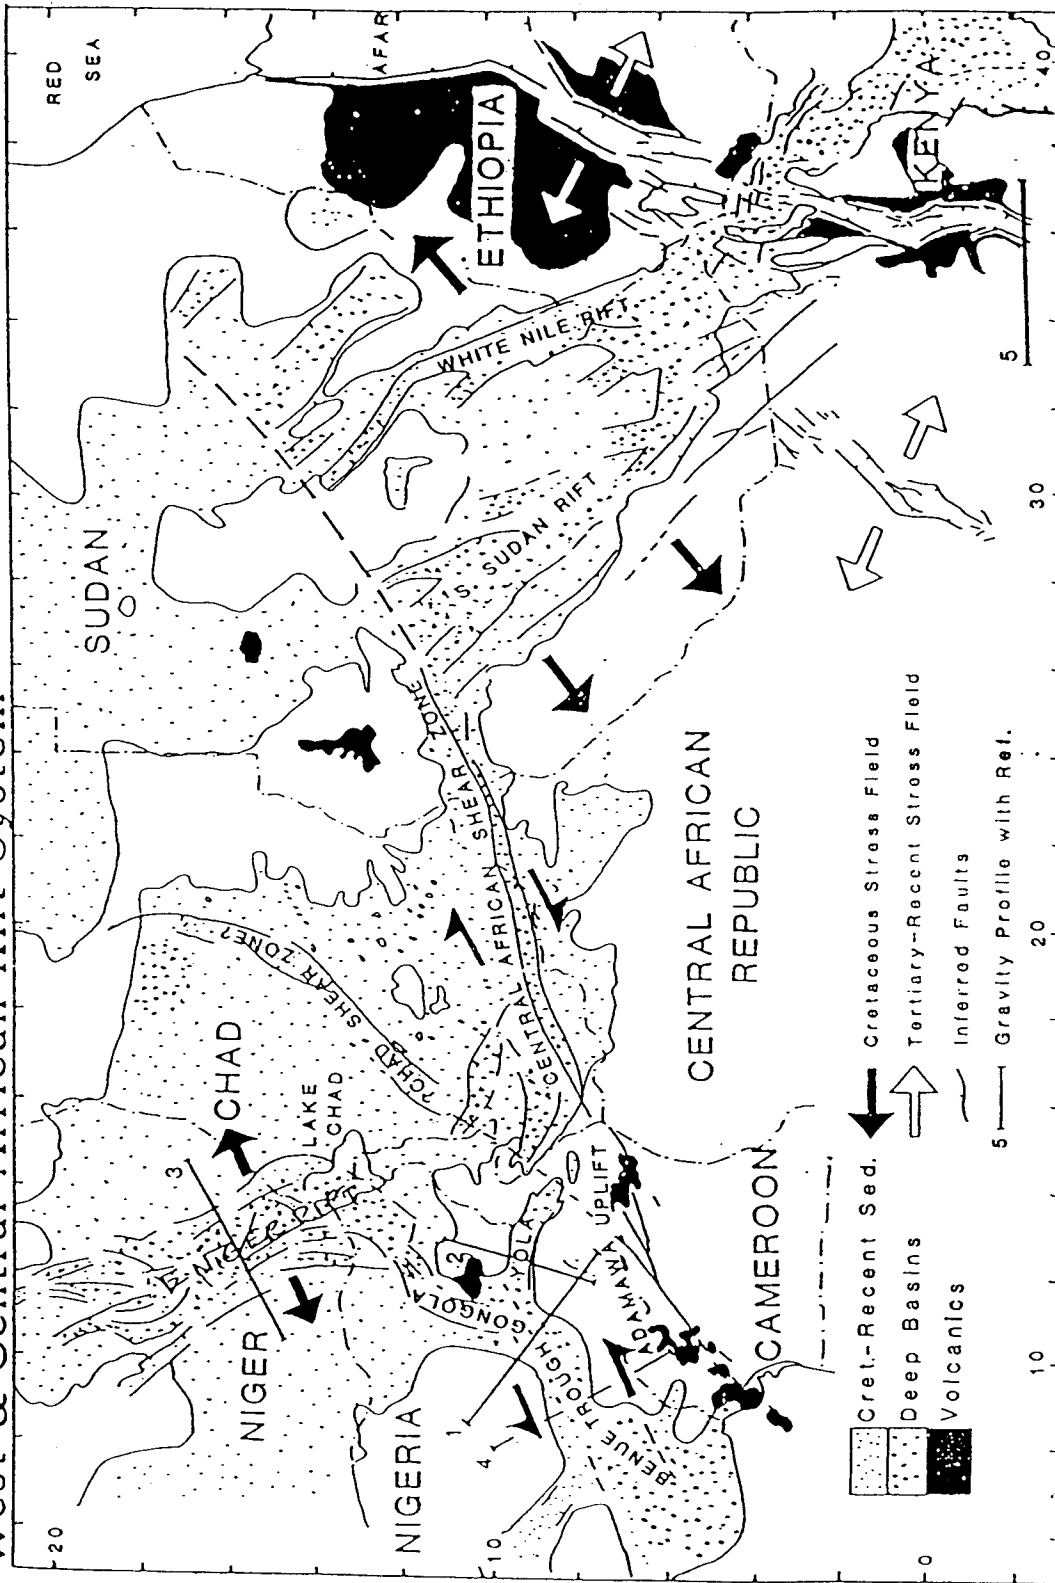 West & Central African Rift System
RED
SEA
AFAR
SUDAN
ETHIOPIA
KENYA
WHITE NILE RIFT
S. SUDAN RIFT
CHAD
LAKE
CHAD
?CHAD SHEAR ZONE?
CENTRAL AFRICAN SHEAR ZONE
NIGER
E. NIGER RIFT
NIGERIA
GONGOLA
YOLA
BENUE TROUGH
ADAMAWA UPLIFT
CAMEROON
CENTRAL AFRICAN
REPUBLIC
1
2
3
4
5
20
10
0
10
20
30
40
Cret.-Recent Sed.
Deep Basins
Volcanics
Cretaceous Stress Field
Tertiary-Recent Stress Field
Inferred Faults
5
Gravity Profile with Ref.